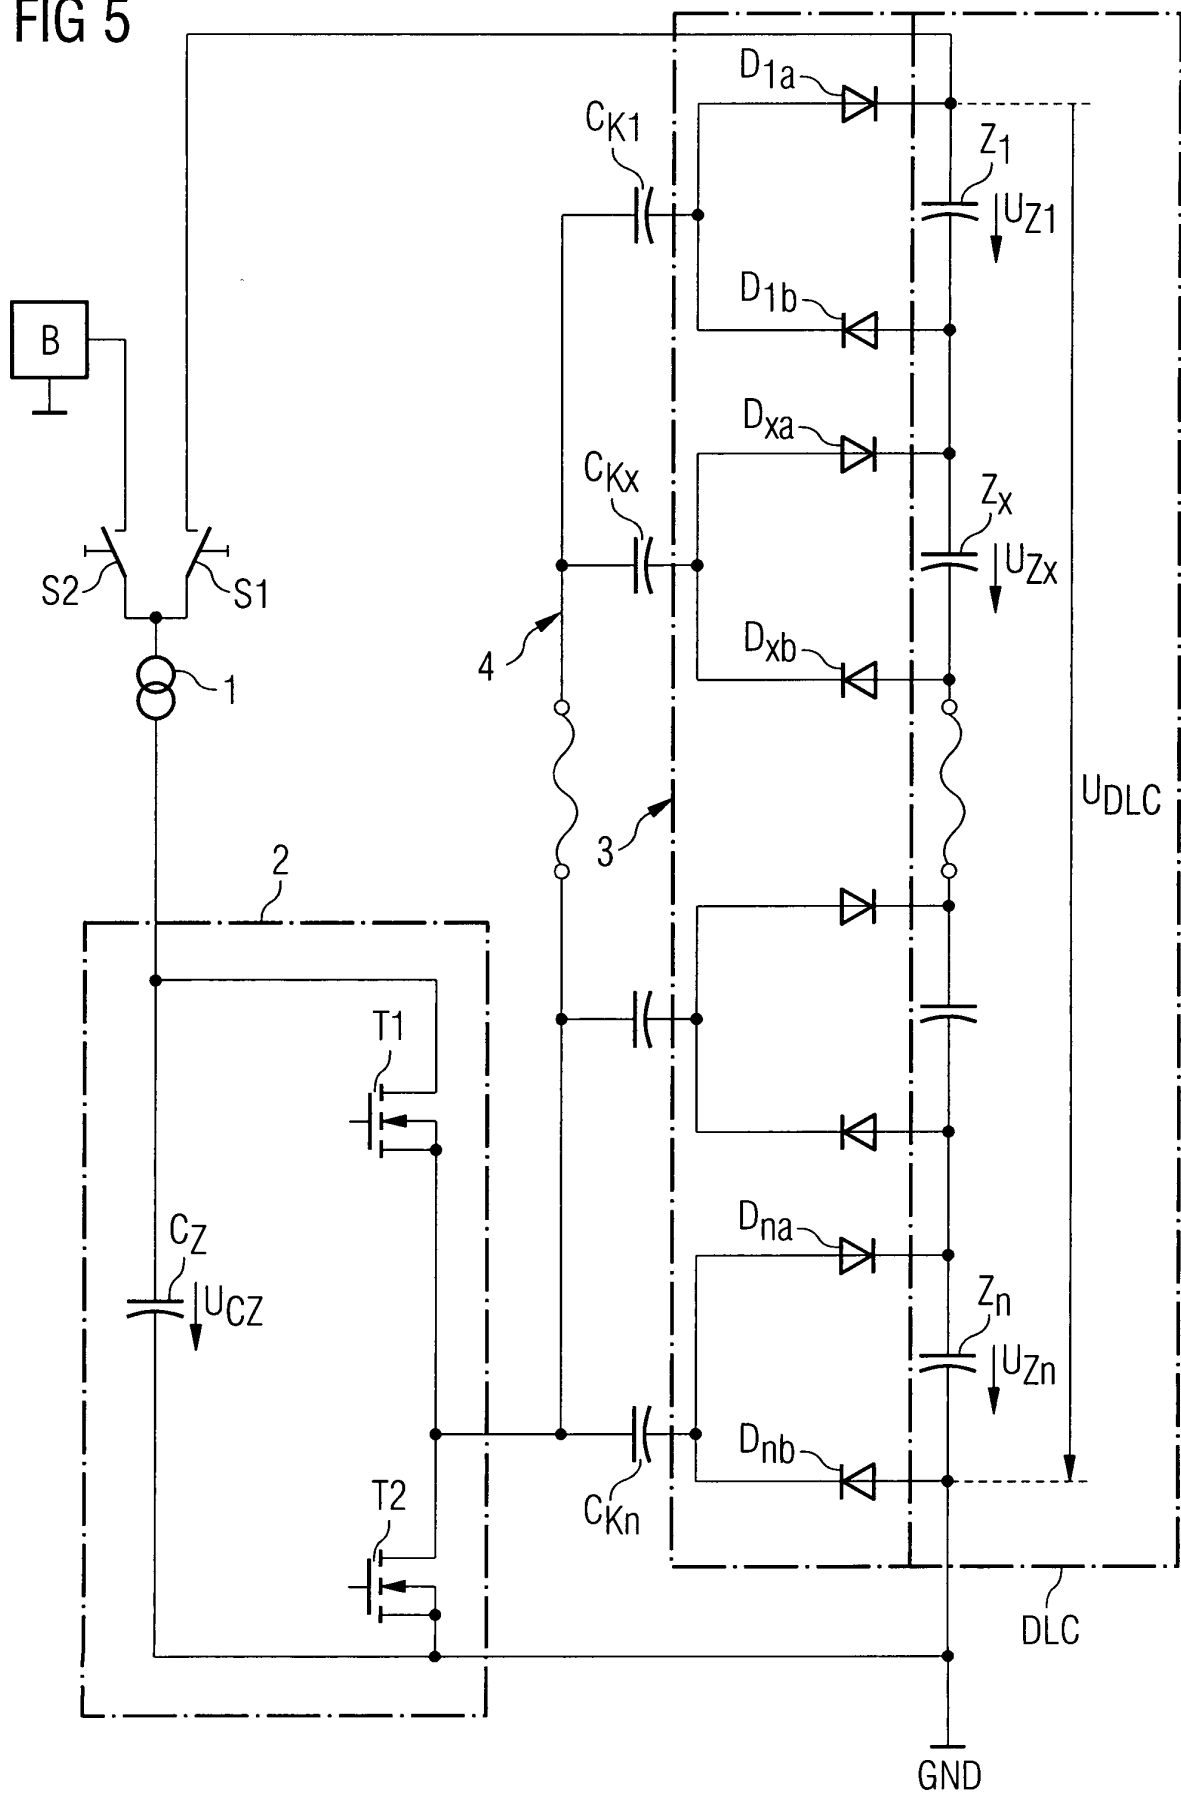 FIG 5
D1a
CK1
Z1
UZ1
D1b
B
Dxa
CKx
Zx
UZx
S2
S1
Dxb
4
1
UDLC
3
2
T1
Dna
CZ
UCZ
Zn
UZn
Dnb
T2
CKn
DLC
GND